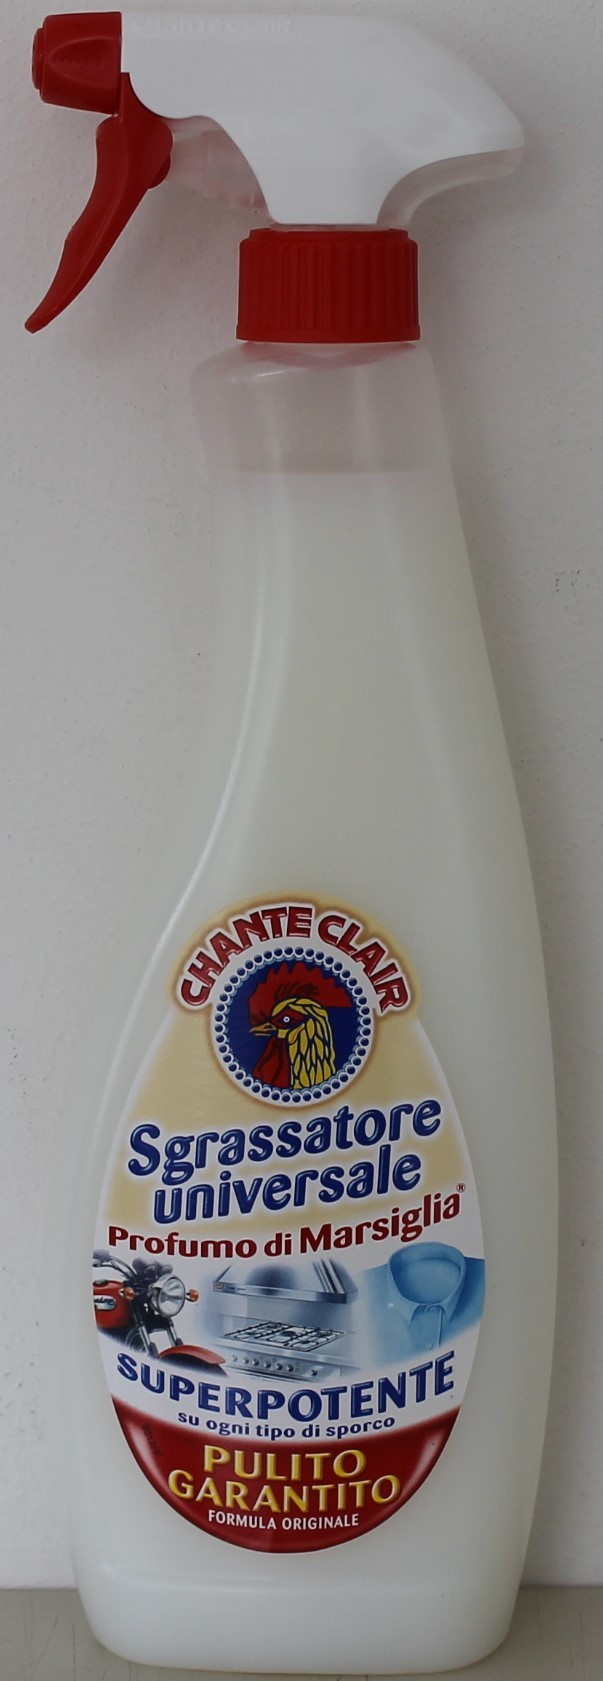 CHANTE CLAIR
Sgrassatore
universale
Profumo di Marsiglia®
SUPERPOTENTE
su ogni tipo di sporco
PULITO
GARANTITO
FORMULA ORIGINALE